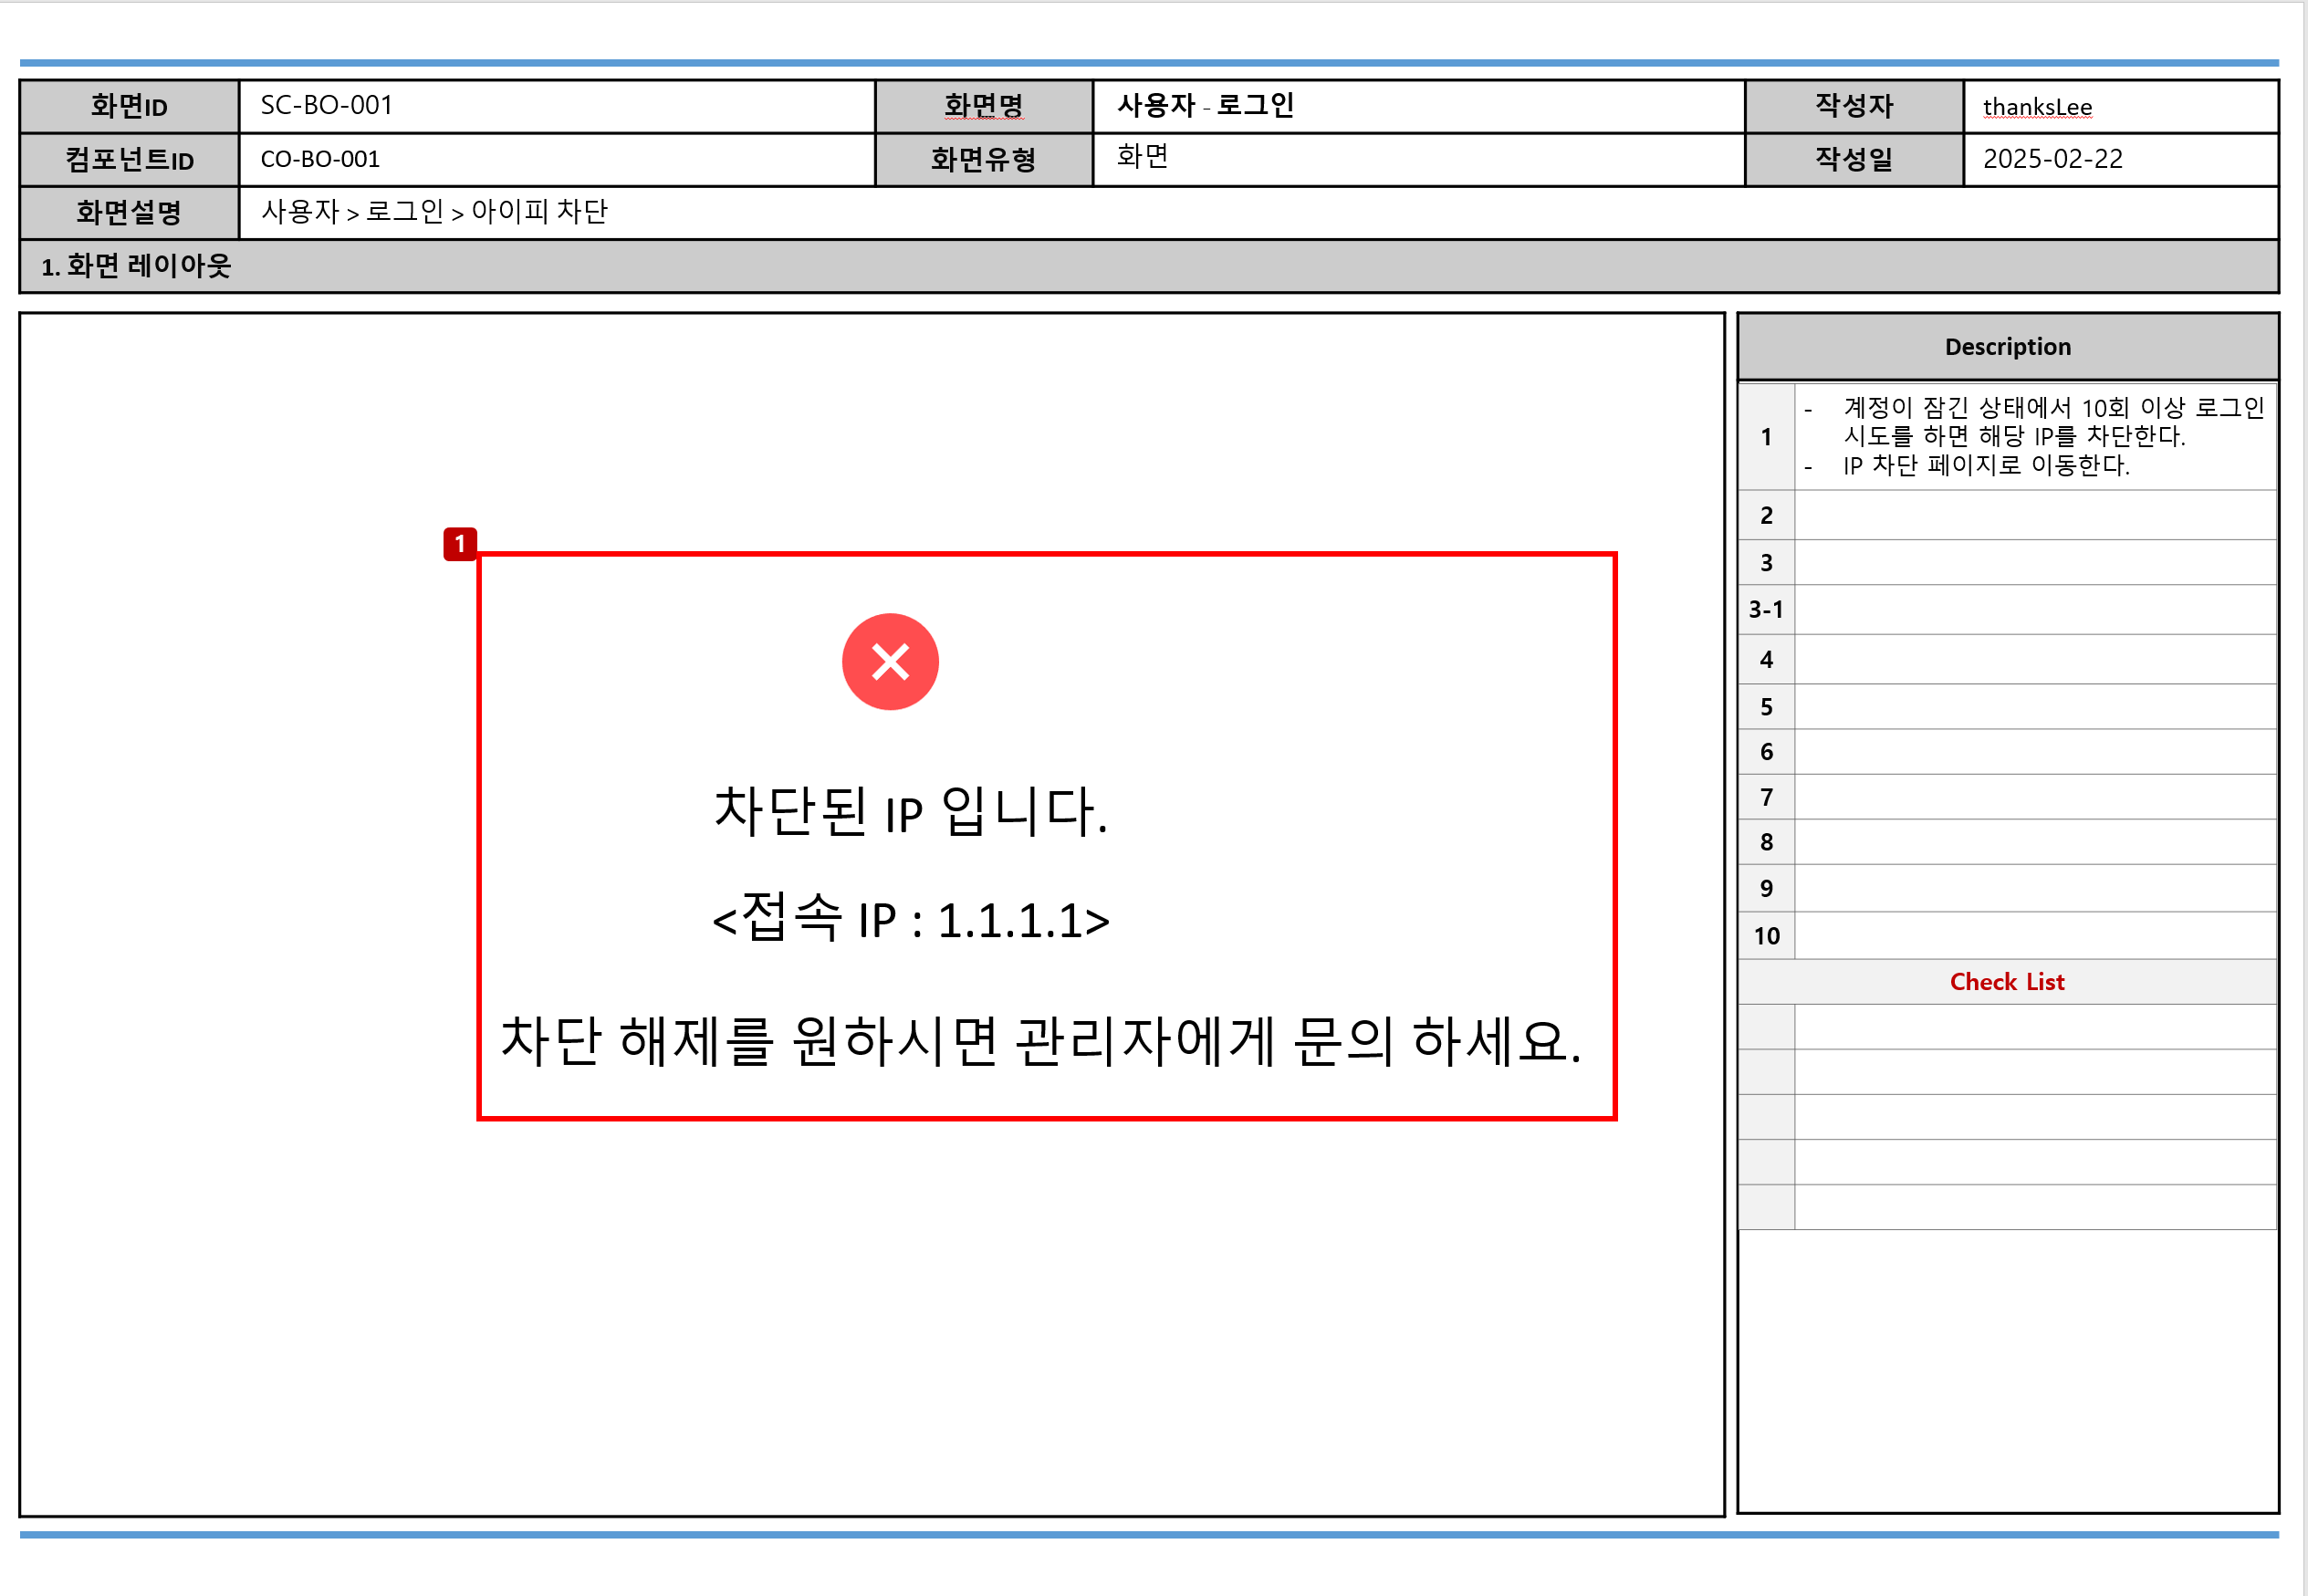 화면ID SC-BO-001 화면명 사용자 - 로그인 작성자 thanksLee
컴포넌트ID CO-BO-001 화면유형 화면 작성일 2025-02-22
화면설명 사용자 > 로그인 > 아이피 차단
1. 화면 레이아웃
1
차단된 IP 입니다.
<접속 IP : 1.1.1.1>
차단 해제를 원하시면 관리자에게 문의 하세요.
Description
1
- 계정이 잠긴 상태에서 10회 이상 로그인
시도를 하면 해당 IP를 차단한다.
- IP 차단 페이지로 이동한다.
2
3
3-1
4
5
6
7
8
9
10
Check List